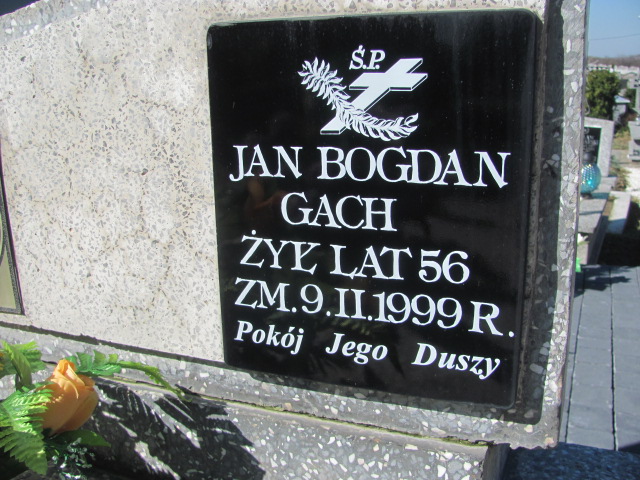 Ś.P.
JAN BOGDAN
GACH
ŻYŁ LAT 56
ZM. 9. II. 1999 R.
Pokój Jego Duszy